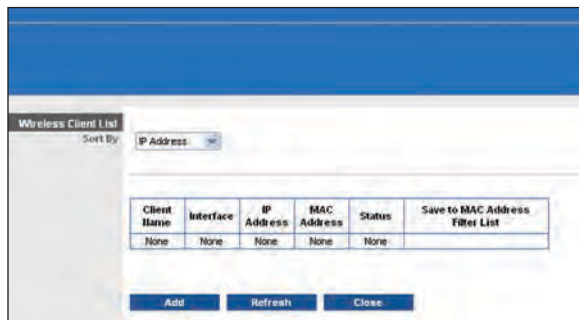 Wireless Client List
Sort By
IP Address
Client Name Interface IP Address MAC Address Status Save to MAC Address Filter List
None None None None None
Add Refresh Close